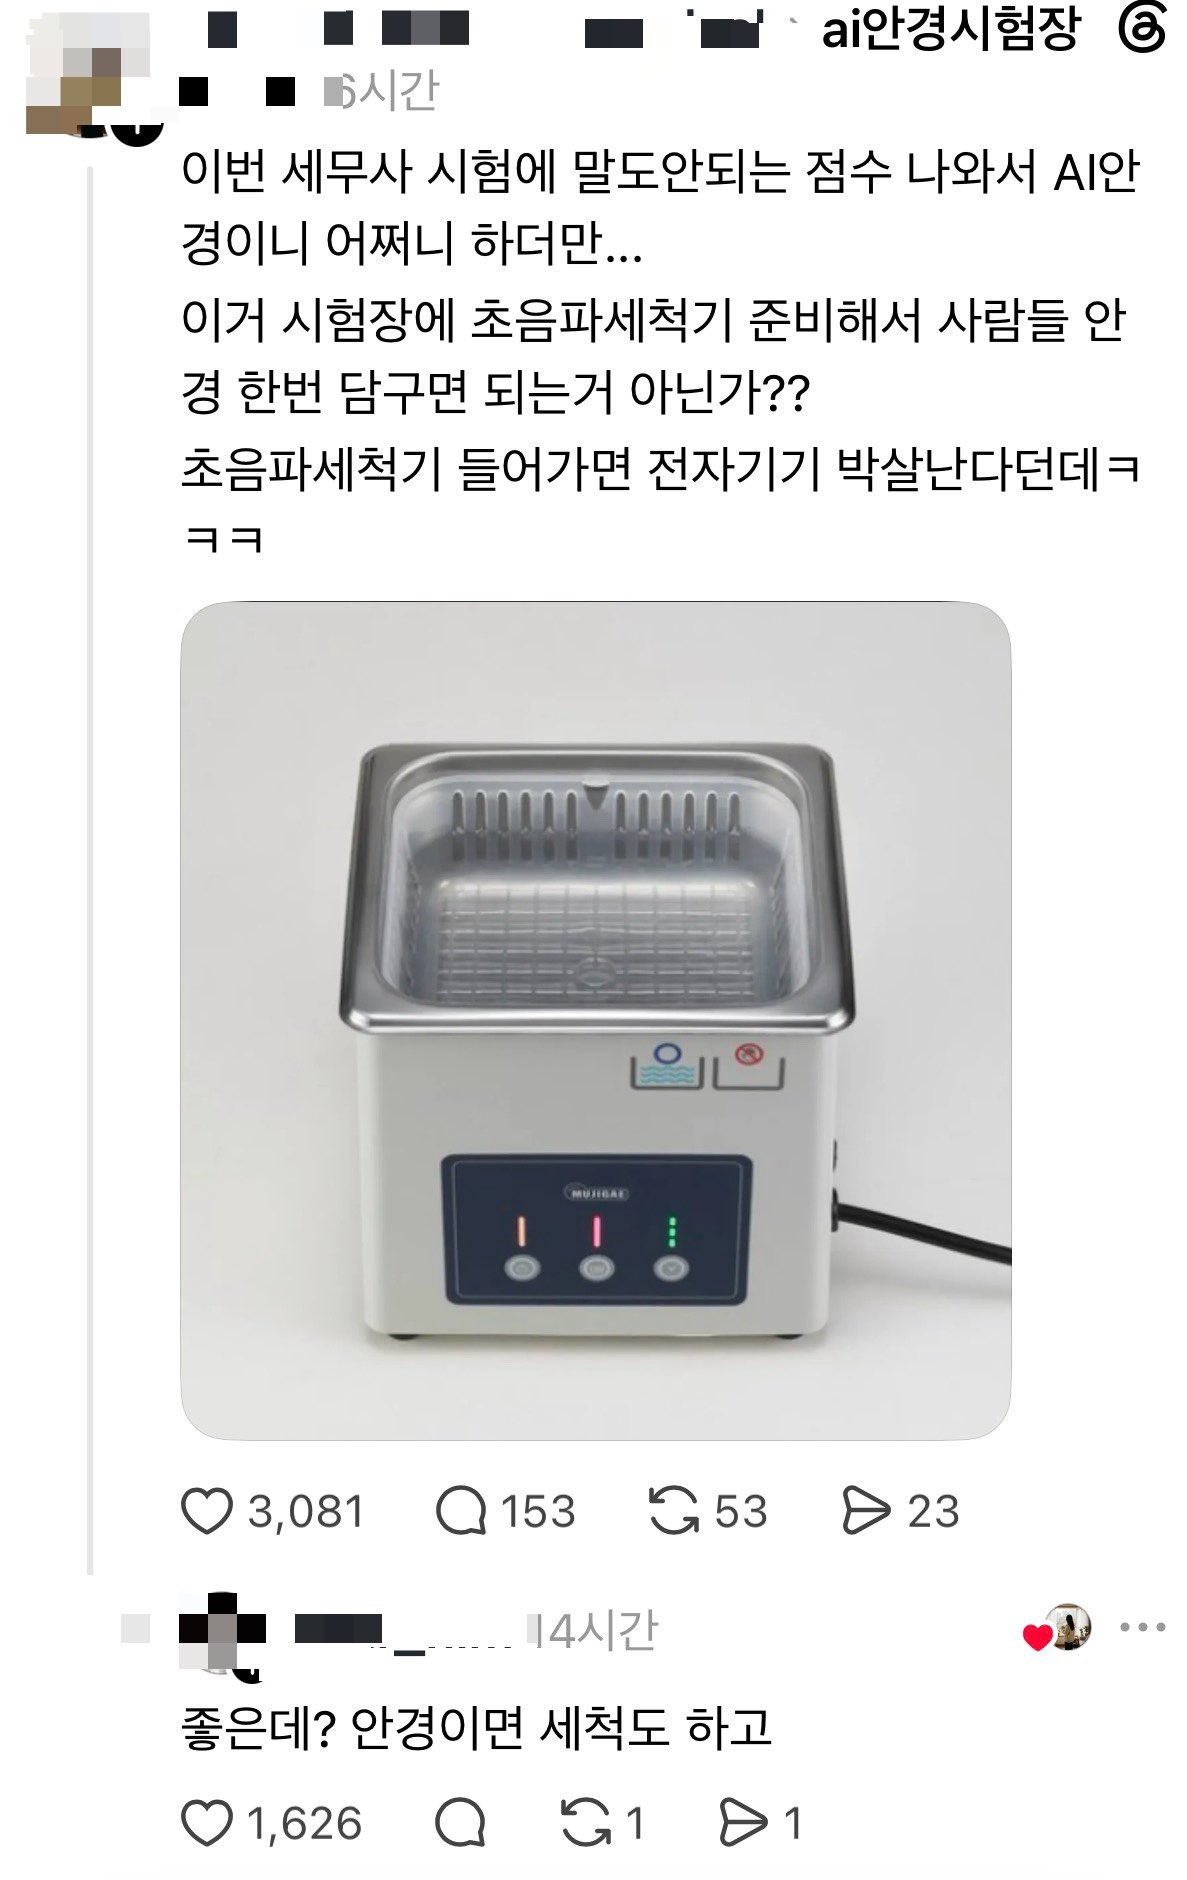 ai안경시험장
6시간
이번 세무사 시험에 말도안되는 점수 나와서 AI안
경이니 어쩌니 하더만...
이거 시험장에 초음파세척기 준비해서 사람들 안
경 한번 담구면 되는거 아닌가??
초음파세척기 들어가면 전자기기 박살난다던데ㅋ
ㅋㅋ
MUJIGAE
3,081 153 53 23
14시간
좋은데? 안경이면 세척도 하고
1,626 1 1